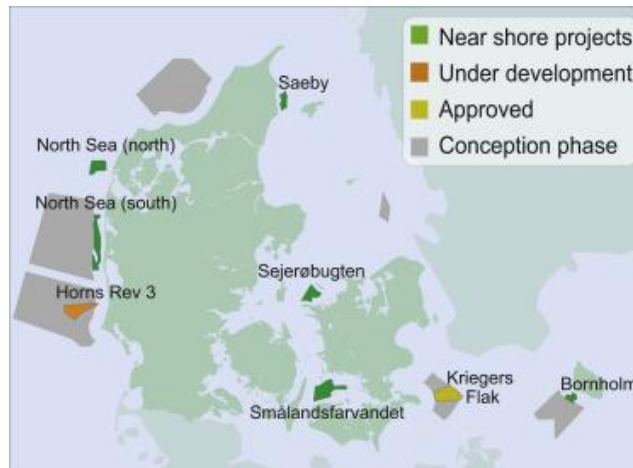 Near shore projects
Under development
Approved
Conception phase
Saeby
North Sea (north)
North Sea (south)
Sejerøbugten
Horns Rev 3
Kriegers
Flak
Bornholm
Smålandsfarvandet